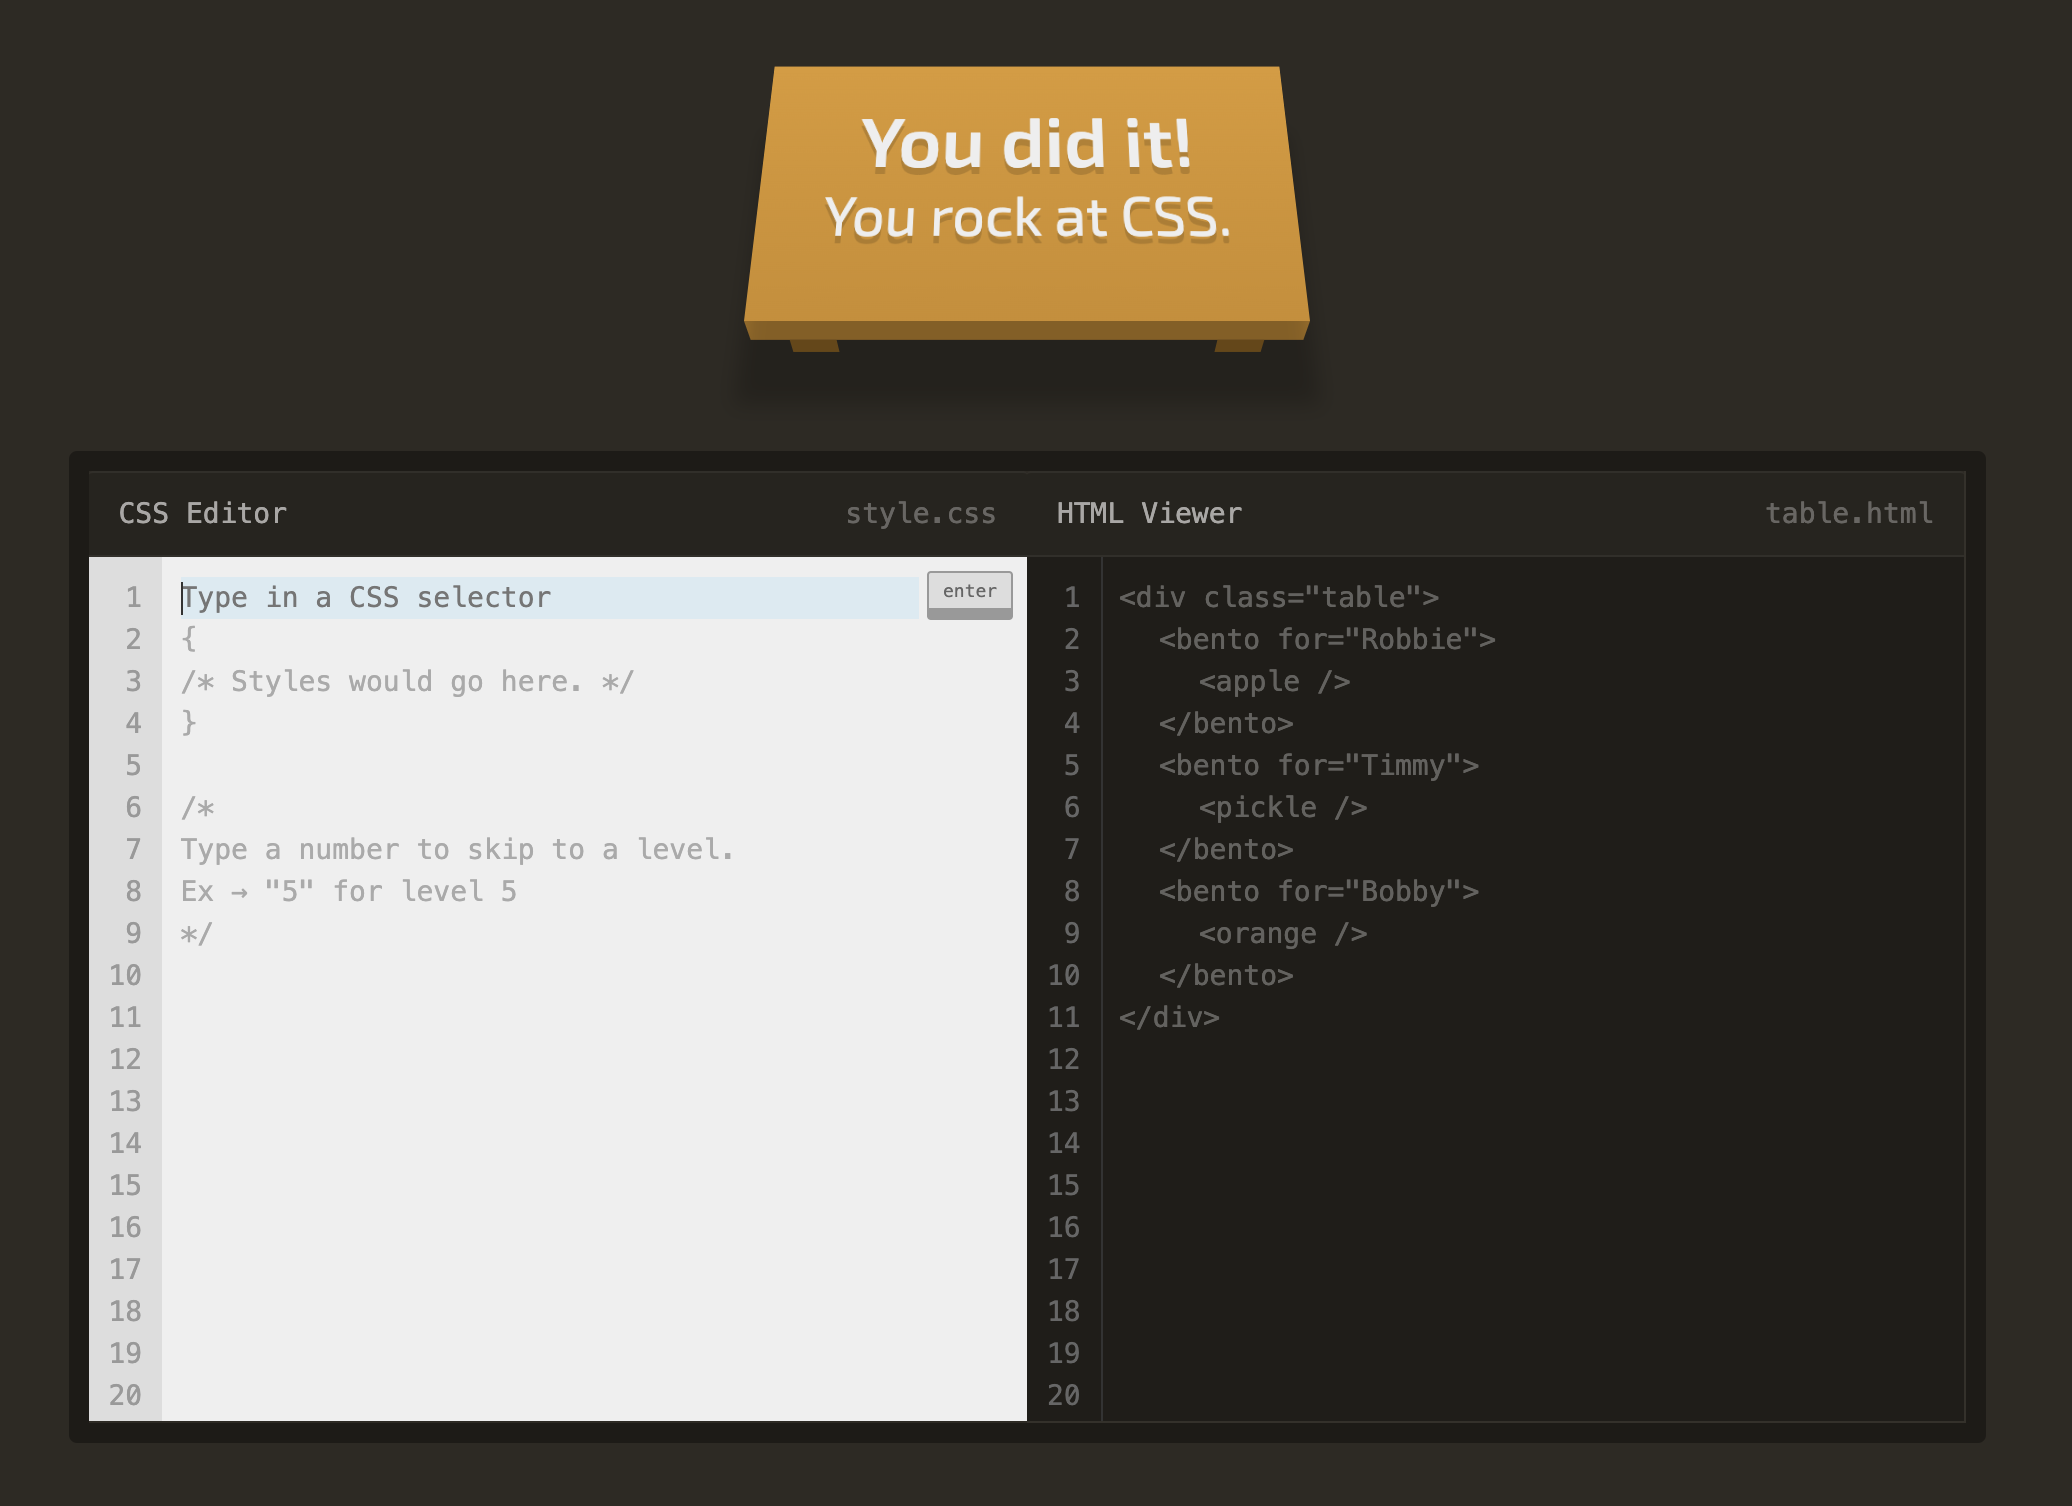 You did it!
You rock at CSS.
CSS Editor
style.css
HTML Viewer
table.html
1 Type in a CSS selector
enter
2 {
3 /* Styles would go here. */
4 }
5
6 /*
7 Type a number to skip to a level.
8 Ex → "5" for level 5
9 */
10
11
12
13
14
15
16
17
18
19
20
1 <div class="table">
2 <bento for="Robbie">
3 <apple />
4 </bento>
5 <bento for="Timmy">
6 <pickle />
7 </bento>
8 <bento for="Bobby">
9 <orange />
10 </bento>
11 </div>
12
13
14
15
16
17
18
19
20